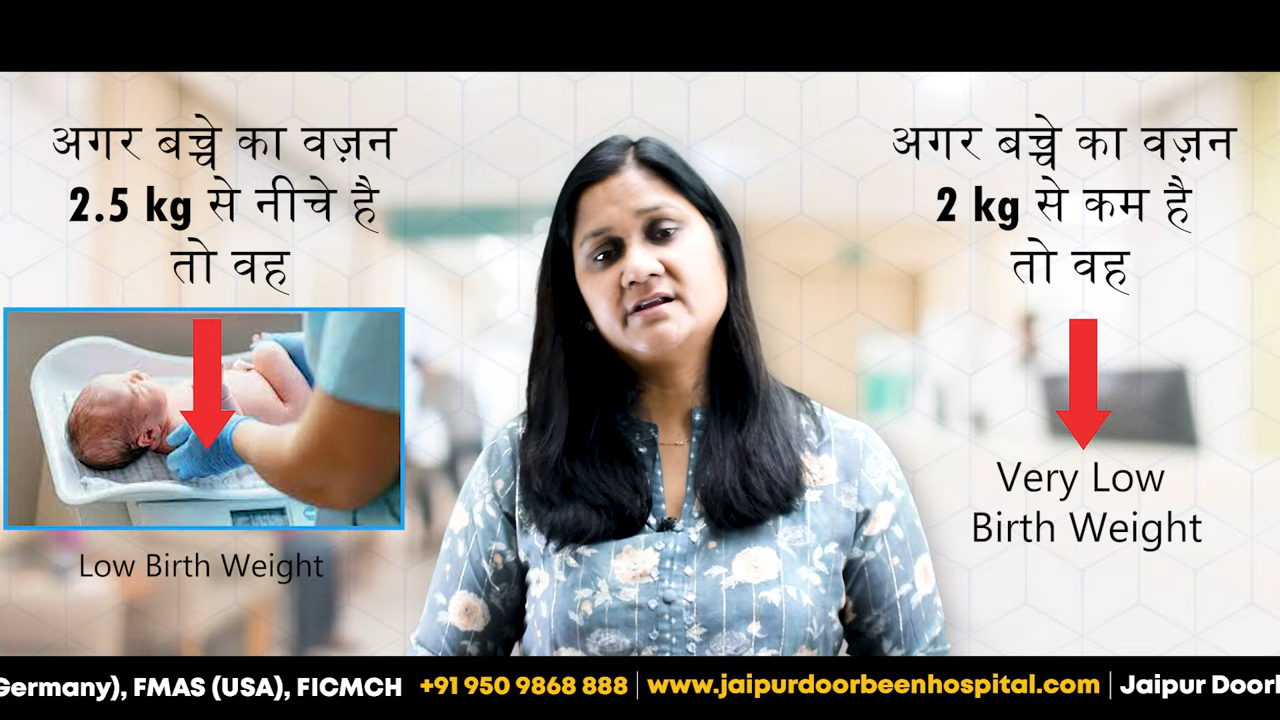 अगर बच्चे का वज़न
2.5 kg से नीचे है
तो वह
Low Birth Weight
अगर बच्चे का वज़न
2 kg से कम है
तो वह
Very Low
Birth Weight
Germany), FMAS (USA), FICMCH +91 950 9868 888 | www.jaipurdoorbeenhospital.com | Jaipur